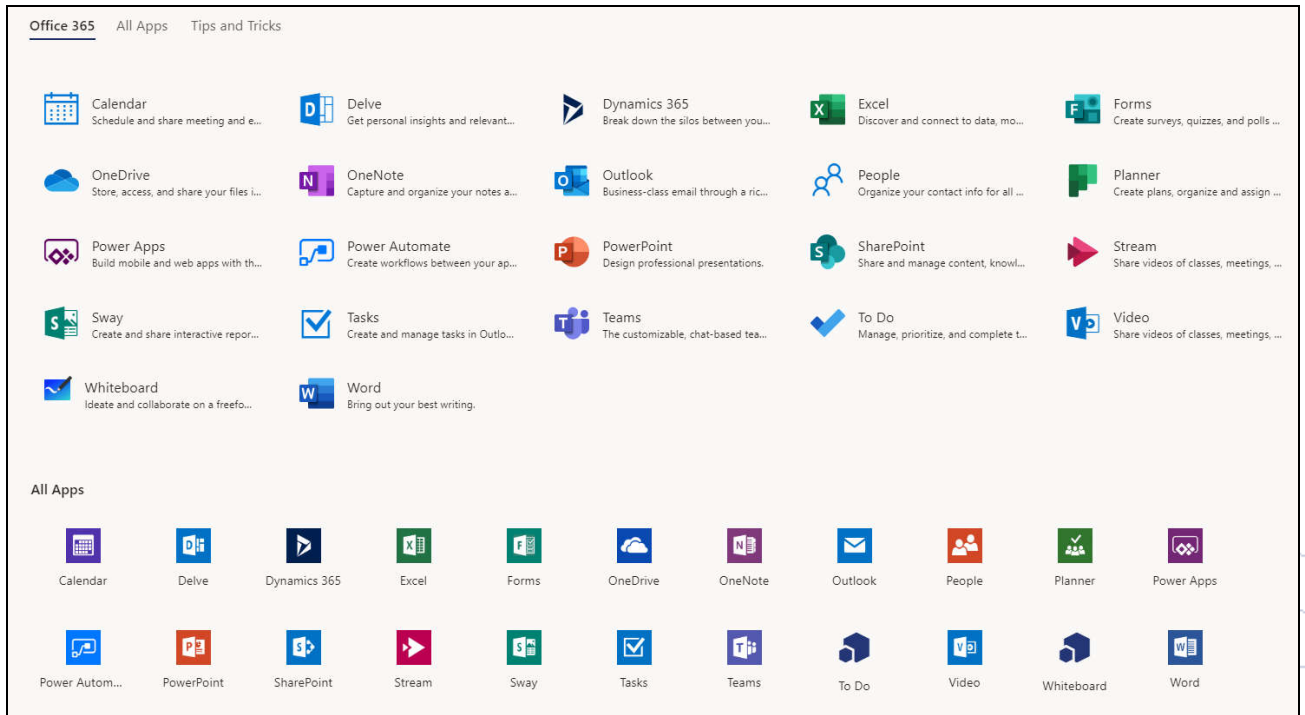 Office 365 All Apps Tips and Tricks
Calendar
Schedule and share meeting and e...
Delve
Get personal insights and relevant...
Dynamics 365
Break down the silos between you...
Excel
Discover and connect to data, mo...
Forms
Create surveys, quizzes, and polls ...
OneDrive
Store, access, and share your files i...
OneNote
Capture and organize your notes a...
Outlook
Business-class email through a ric...
People
Organize your contact info for all ...
Planner
Create plans, organize and assign ...
Power Apps
Build mobile and web apps with th...
Power Automate
Create workflows between your ap...
PowerPoint
Design professional presentations.
SharePoint
Share and manage content, knowl...
Stream
Share videos of classes, meetings, ...
Sway
Create and share interactive repor...
Tasks
Create and manage tasks in Outlo...
Teams
The customizable, chat-based tea...
To Do
Manage, prioritize, and complete t...
Video
Share videos of classes, meetings, ...
Whiteboard
Ideate and collaborate on a freefo...
Word
Bring out your best writing.
All Apps
Calendar Delve Dynamics 365 Excel Forms OneDrive OneNote Outlook People Planner Power Apps
Power Autom... PowerPoint SharePoint Stream Sway Tasks Teams To Do Video Whiteboard Word